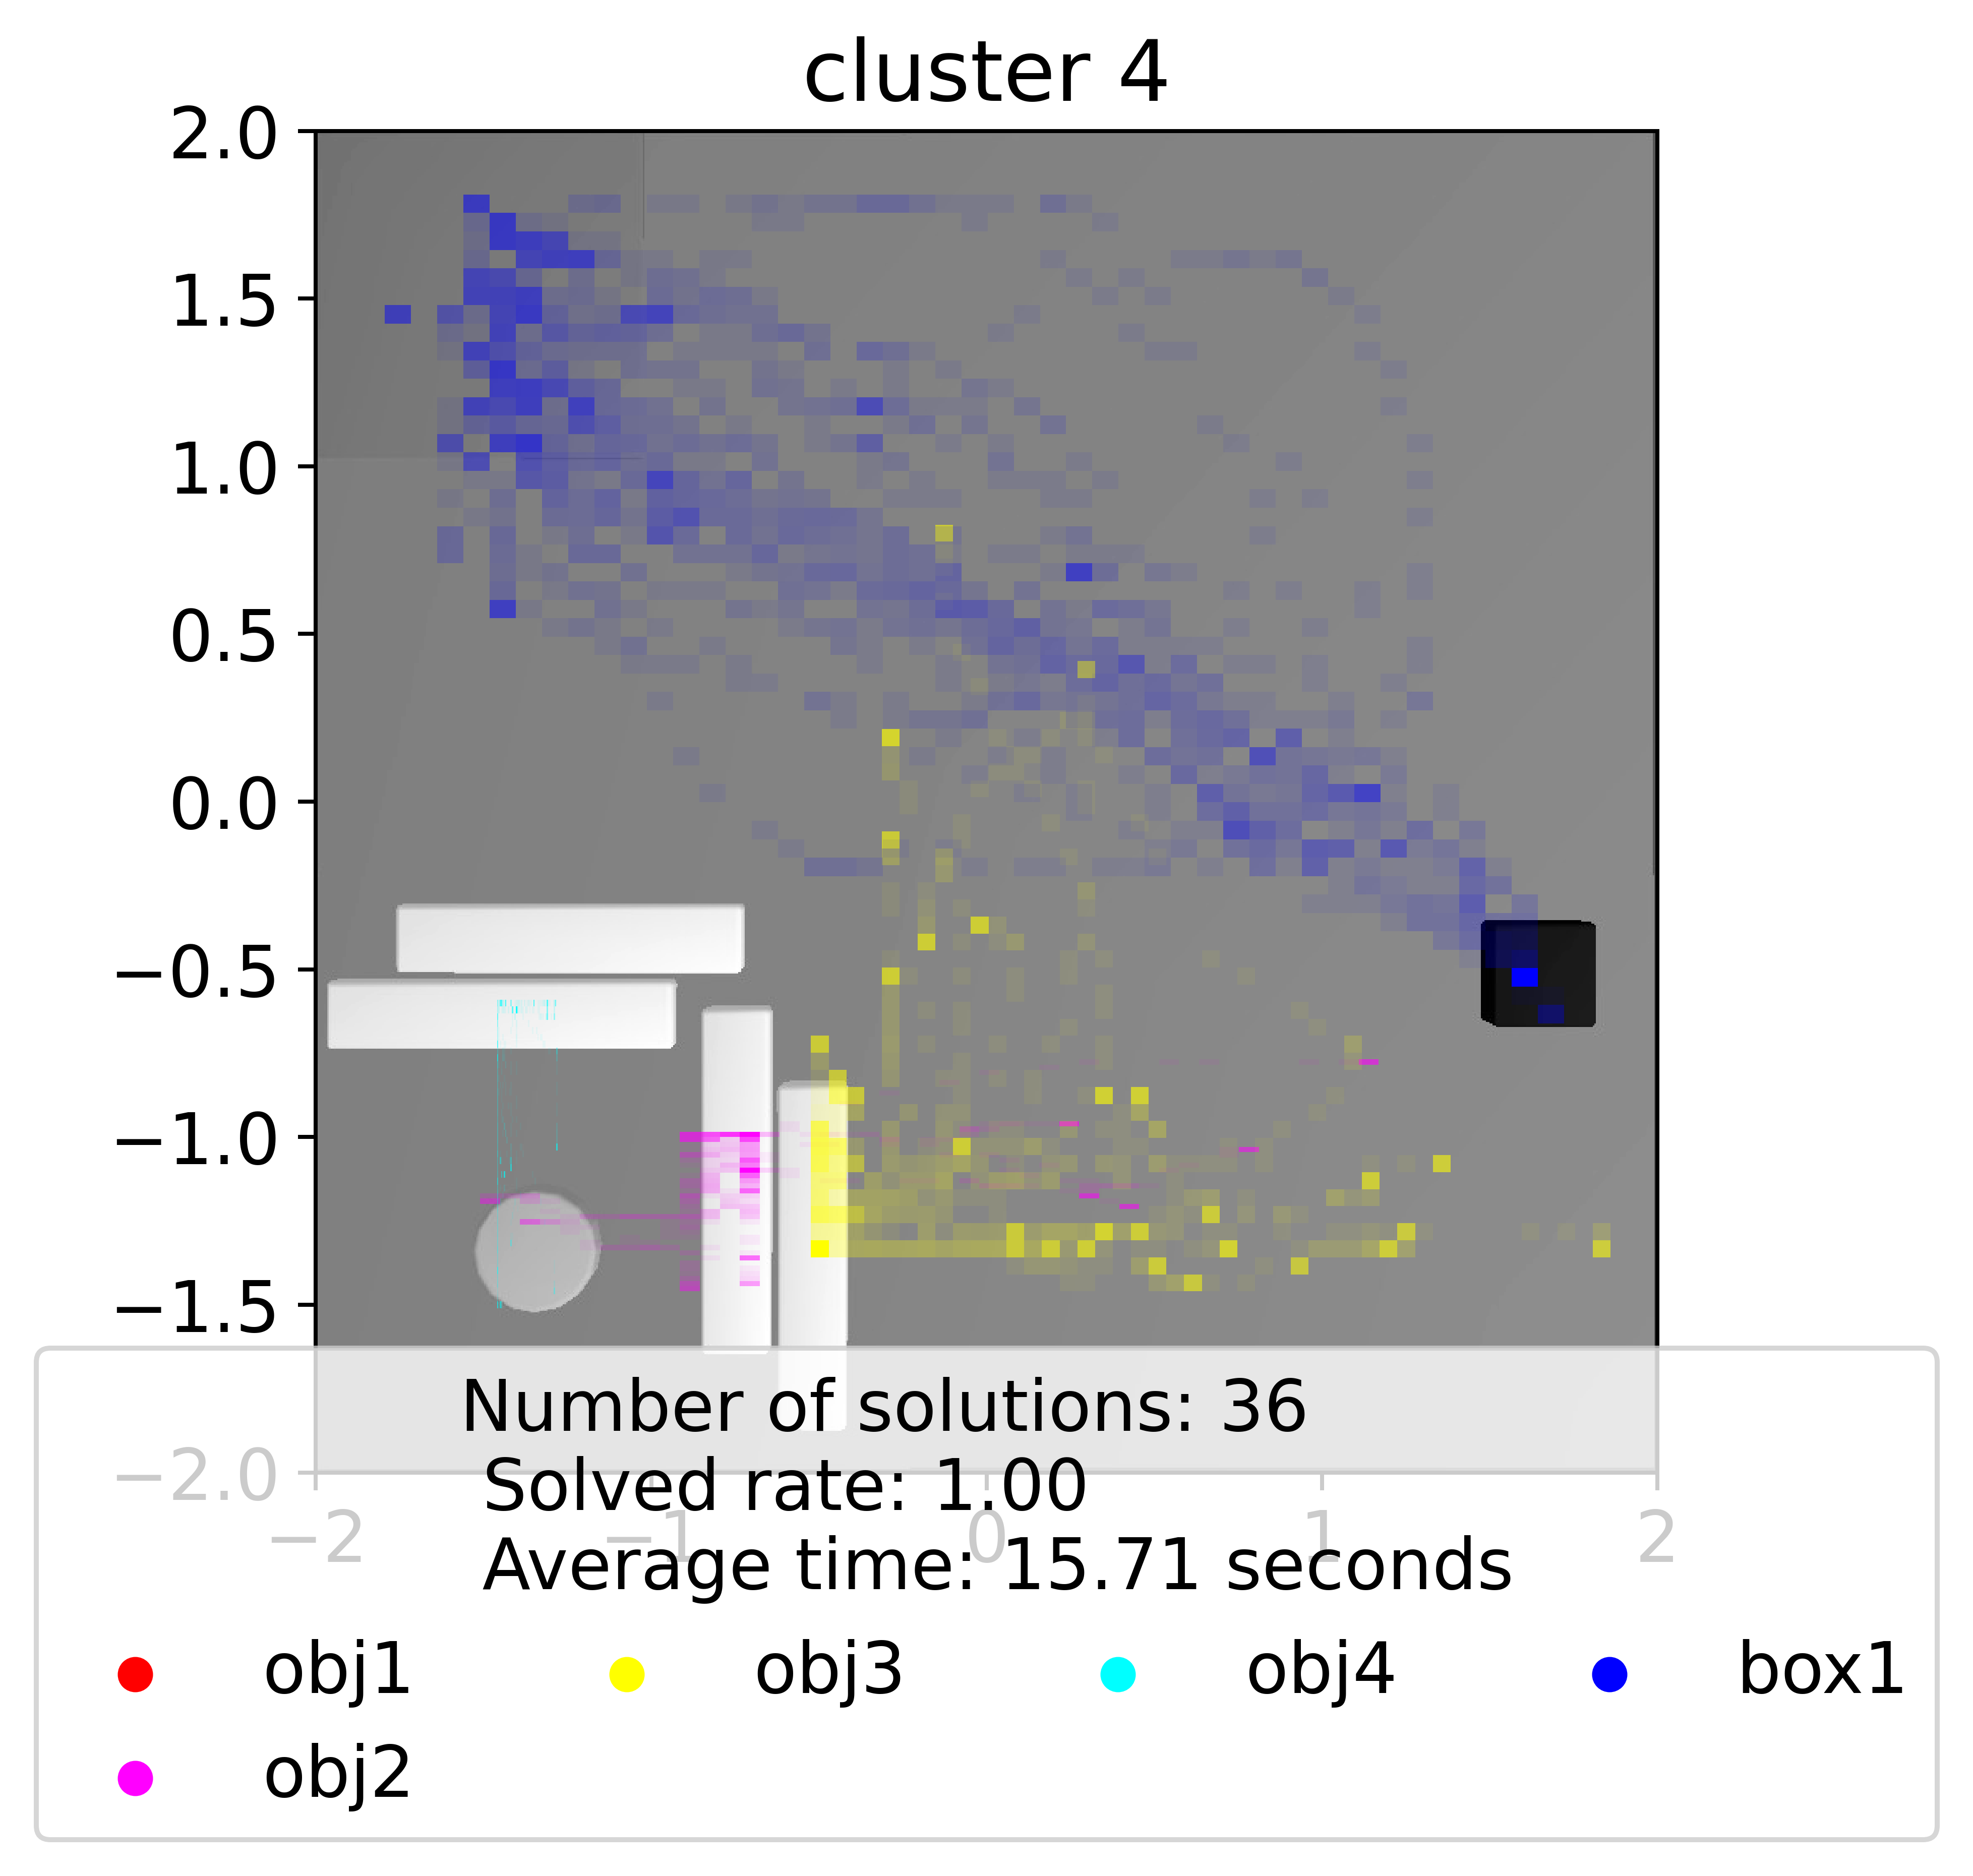 cluster 4
2.0
1.5
1.0
0.5
0.0
−0.5
−1.0
−1.5
−2.0
−2 −1 0 1 2
Number of solutions: 36
Solved rate: 1.00
Average time: 15.71 seconds
obj1 obj3 obj4 box1
obj2